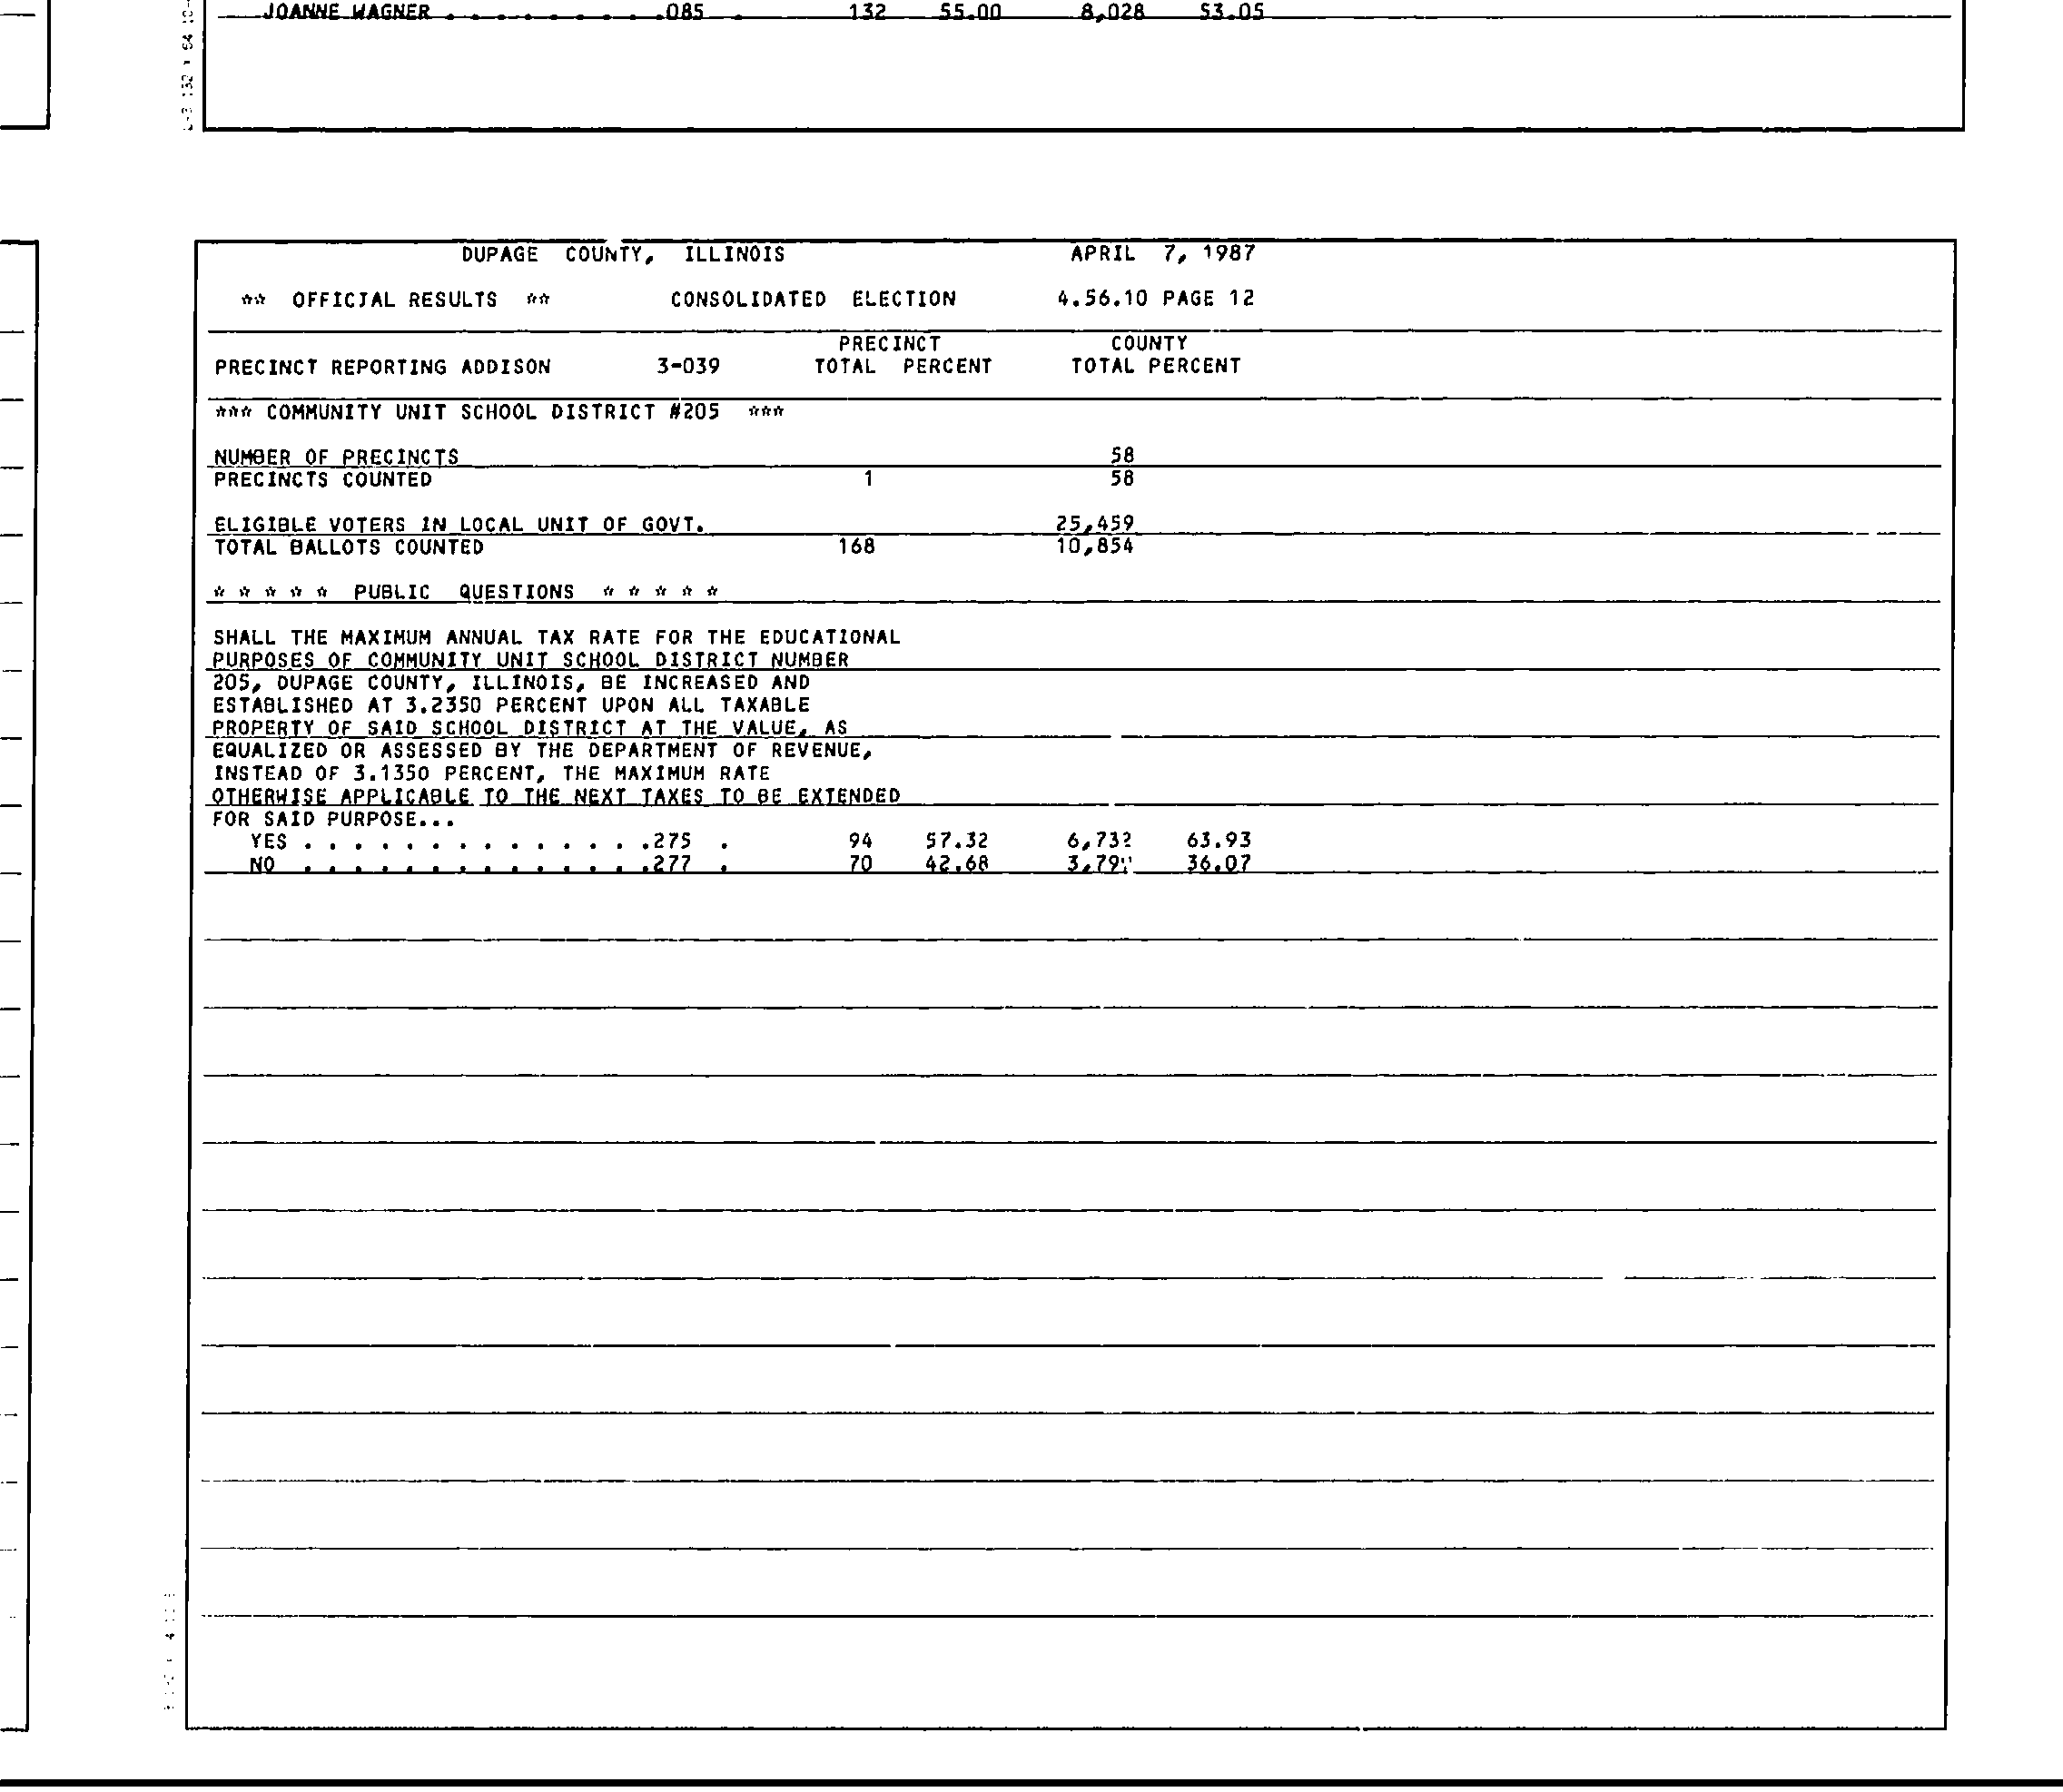 JOANNE WAGNER . . . . . . . . .085 . 132 55.00 8,028 53.05
DUPAGE COUNTY, ILLINOIS APRIL 7, 1987
** OFFICIAL RESULTS ** CONSOLIDATED ELECTION 4.56.10 PAGE 12
PRECINCT COUNTY
PRECINCT REPORTING ADDISON 3-039 TOTAL PERCENT TOTAL PERCENT
*** COMMUNITY UNIT SCHOOL DISTRICT #205 ***
NUMBER OF PRECINCTS 58
PRECINCTS COUNTED 1 58
ELIGIBLE VOTERS IN LOCAL UNIT OF GOVT. 25,459
TOTAL BALLOTS COUNTED 168 10,854
* * * * * PUBLIC QUESTIONS * * * * *
SHALL THE MAXIMUM ANNUAL TAX RATE FOR THE EDUCATIONAL
PURPOSES OF COMMUNITY UNIT SCHOOL DISTRICT NUMBER
205, DUPAGE COUNTY, ILLINOIS, BE INCREASED AND
ESTABLISHED AT 3.2350 PERCENT UPON ALL TAXABLE
PROPERTY OF SAID SCHOOL DISTRICT AT THE VALUE, AS
EQUALIZED OR ASSESSED BY THE DEPARTMENT OF REVENUE,
INSTEAD OF 3.1350 PERCENT, THE MAXIMUM RATE
OTHERWISE APPLICABLE TO THE NEXT TAXES TO BE EXTENDED
FOR SAID PURPOSE...
YES . . . . . . . . . . . . . .275 . 94 57.32 6,732 63.93
NO . . . . . . . . . . . . . .277 . 70 42.68 36.07